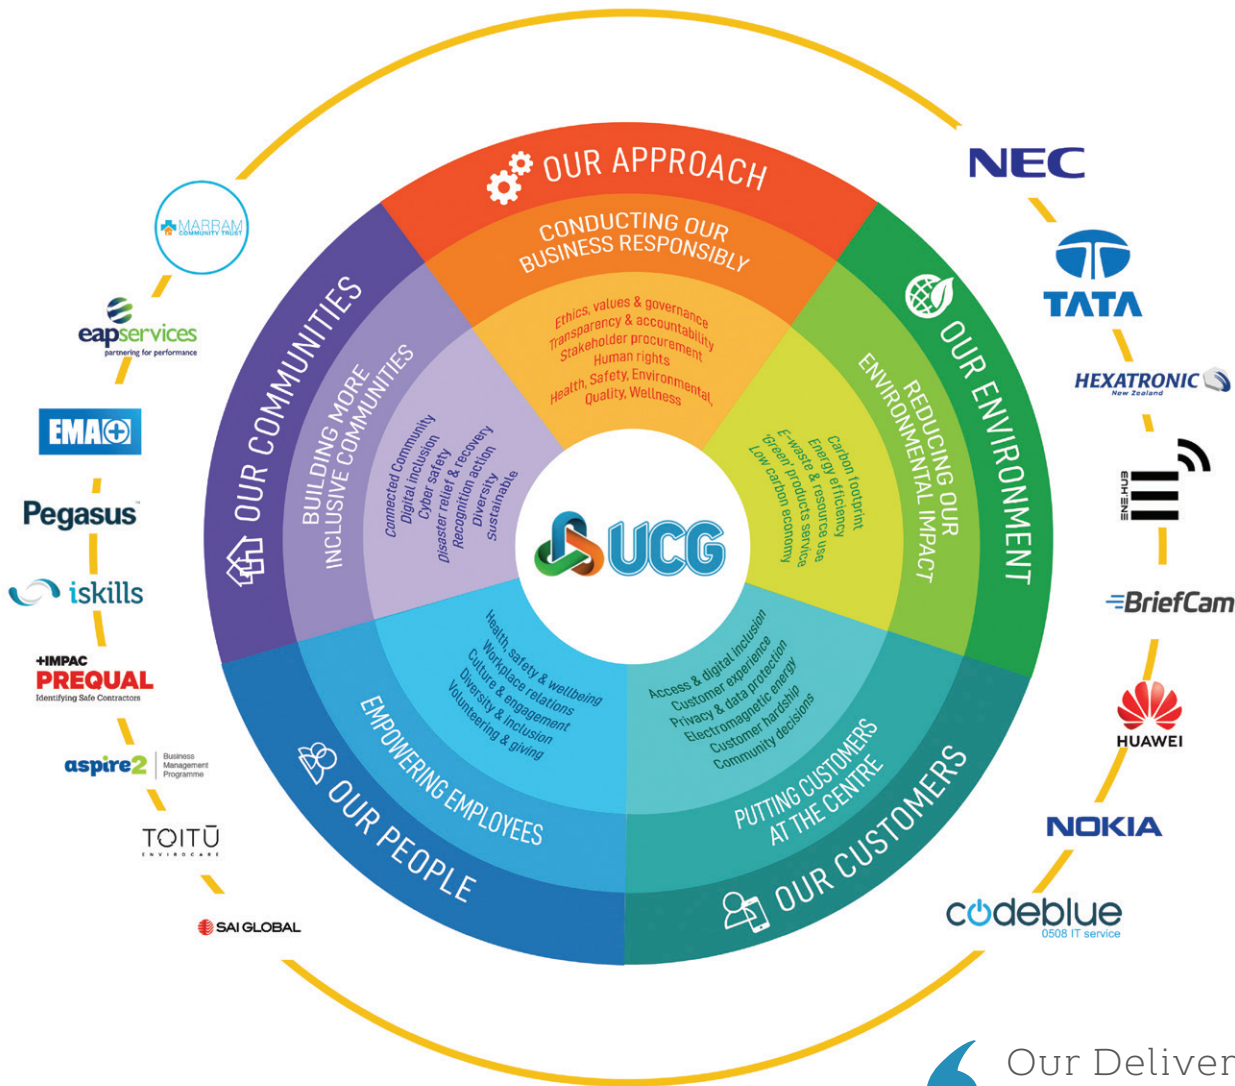 OUR APPROACH
CONDUCTING OUR
BUSINESS RESPONSIBLY
Ethics, values & governance
Transparency & accountability
Stakeholder procurement
Human rights
Health, Safety, Environmental,
Quality, Wellness
OUR ENVIRONMENT
REDUCING OUR
ENVIRONMENTAL IMPACT
Carbon footprint
Energy efficiency
E-waste & resource use
'Green' products service
Low carbon economy
OUR CUSTOMERS
PUTTING CUSTOMERS
AT THE CENTRE
Access & digital inclusion
Customer experience
Privacy & data protection
Electromagnetic energy
Customer hardship
Community decisions
OUR PEOPLE
EMPOWERING EMPLOYEES
Health, safety & wellbeing
Workplace relations
Culture & engagement
Diversity & Inclusion
Volunteering & giving
OUR COMMUNITIES
BUILDING MORE
INCLUSIVE COMMUNITIES
Connected Community
Digital inclusion
Cyber safety
Disaster relief & recovery
Recognition action
Diversity
sustainable
UCG
MARRAM
COMMUNITY TRUST
eapservices
partnering for performance
EMA
Pegasus™
iskills
+IMPAC
PREQUAL
Identifying Safe Contractors
aspire2
Business
Management
Programme
TOITŪ
ENVIROCARE
SAI GLOBAL
NEC
TATA
HEXATRONIC
New Zealand
BriefCam
HUAWEI
NOKIA
codeblue
0508 IT service
Our Deliver